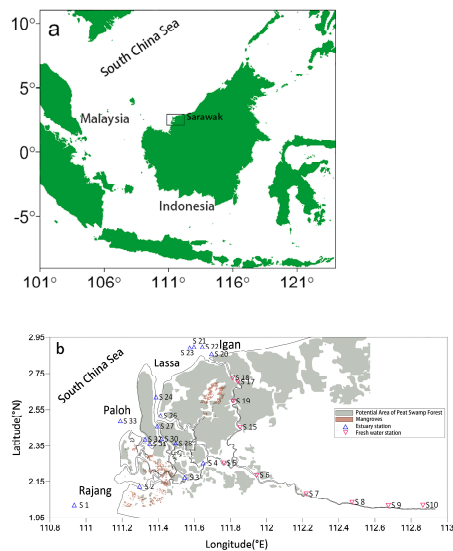 a
South China Sea
Malaysia
Sarawak
Indonesia
10°
5°
0°
-5°
101° 106° 111° 116° 121°
b
South China Sea
Lassa
Igan
Paloh
Rajang
S 21
S 22
S 23
S 20
S 18
S 17
S 24
S 19
S 26
S 33
S 27
S 15
S 32
S 30
S 31
S 28
S 4
S 5
S 3
S 6
S 2
S 1
S 7
S 8
S 9
S10
Potential Area of Peat Swamp Forest
Mangrove
Estuary station
Fresh water station
Latitude(°N)
2.95
2.75
2.55
2.35
2.15
1.05
110.8 111 111.2 111.4 111.6 111.8 112 112.2 112.4 112.6 112.8 113
Longitude(°E)